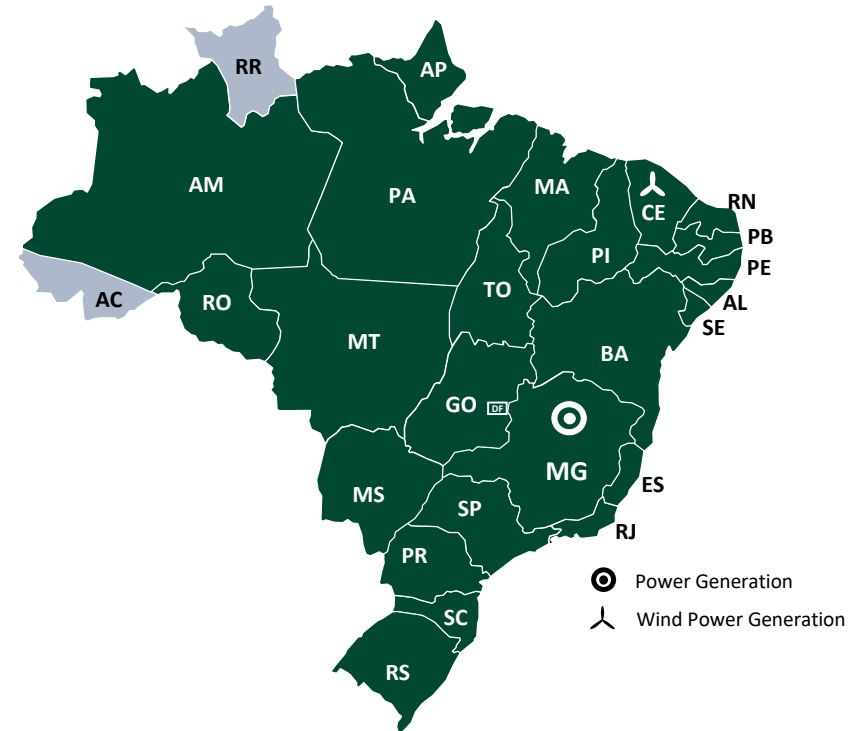 RR
AP
AM
PA
MA
CE
RN
PB
PI
PE
AC
RO
TO
AL
SE
MT
BA
GO
DF
MG
ES
MS
SP
RJ
PR
Power Generation
SC
Wind Power Generation
RS